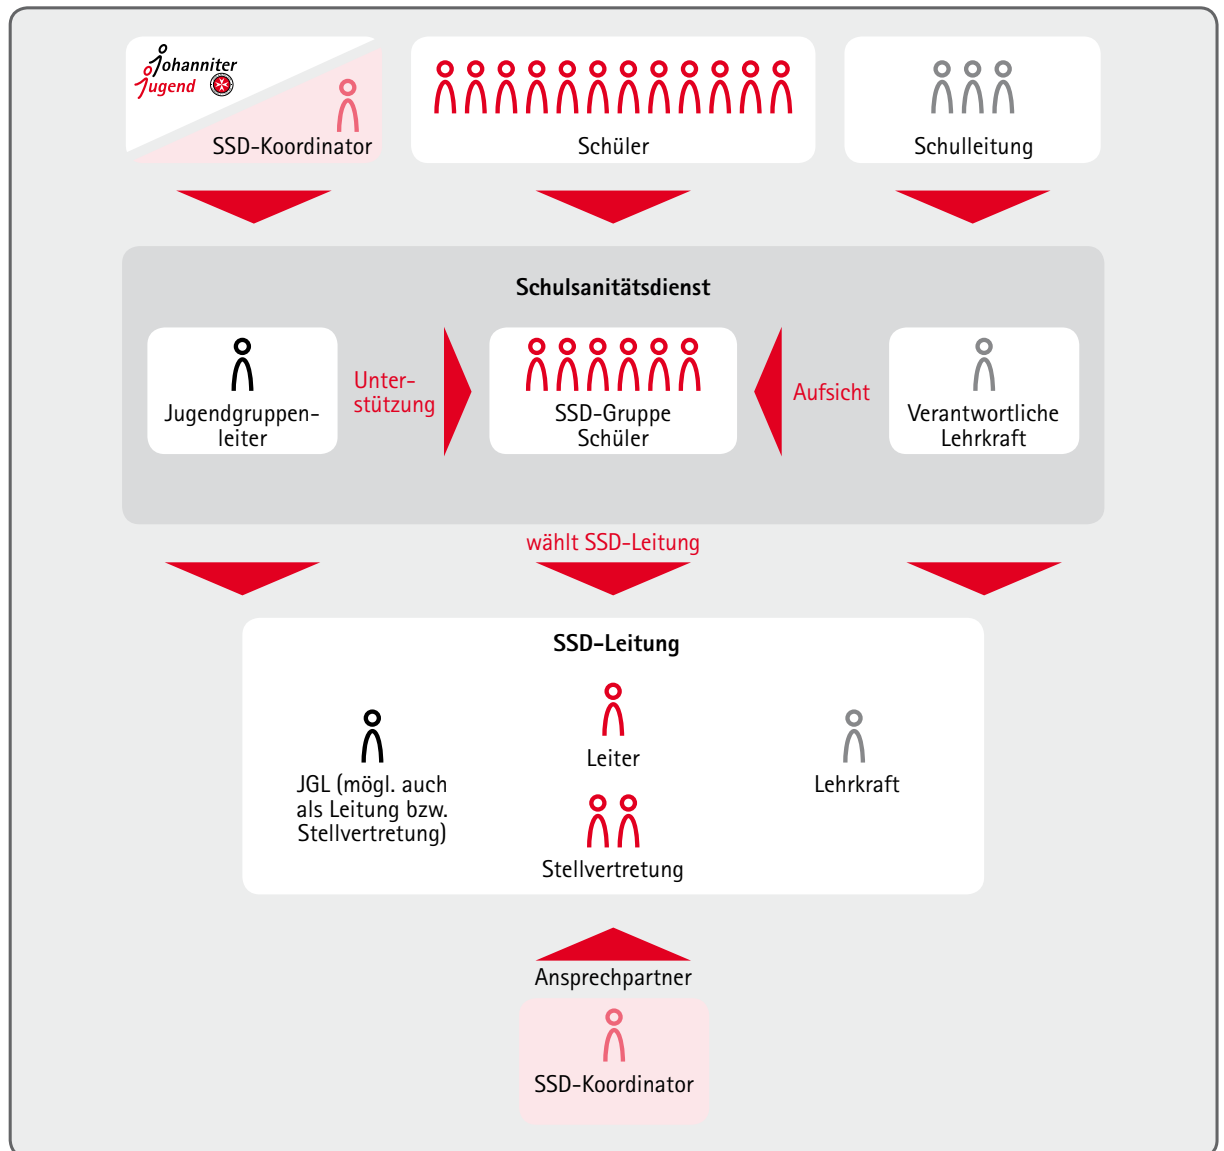 Johanniter
Jugend
SSD-Koordinator
Schüler
Schulleitung
Schulsanitätsdienst
Jugendgruppen-
leiter
Unter-
stützung
SSD-Gruppe
Schüler
Aufsicht
Verantwortliche
Lehrkraft
wählt SSD-Leitung
SSD-Leitung
JGL (mögl. auch
als Leitung bzw.
Stellvertretung)
Leiter
Stellvertretung
Lehrkraft
Ansprechpartner
SSD-Koordinator